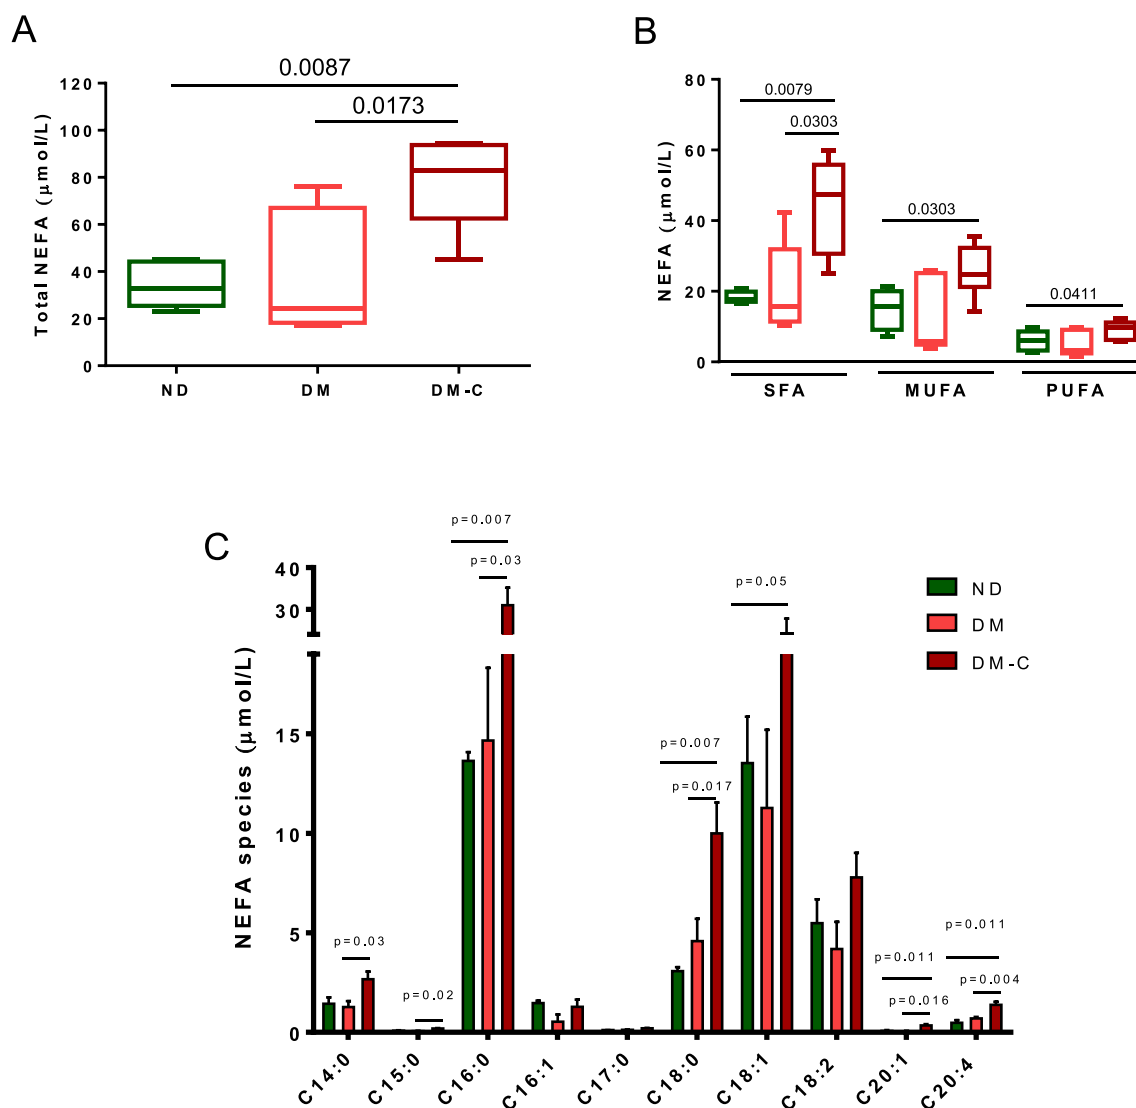 A
0.0087
0.0173
Total NEFA (μmol/L)
120
100
80
60
40
20
0
ND
DM
DM-C
B
0.0079
0.0303
0.0303
0.0411
NEFA (μmol/L)
80
60
40
20
0
SFA
MUFA
PUFA
C
p=0.007
p=0.03
p=0.05
p=0.007
p=0.017
p=0.03
p=0.02
p=0.011
p=0.016
p=0.011
p=0.004
NEFA species (μmol/L)
40
30
15
10
5
0
ND
DM
DM-C
C14:0
C15:0
C16:0
C16:1
C17:0
C18:0
C18:1
C18:2
C20:1
C20:4